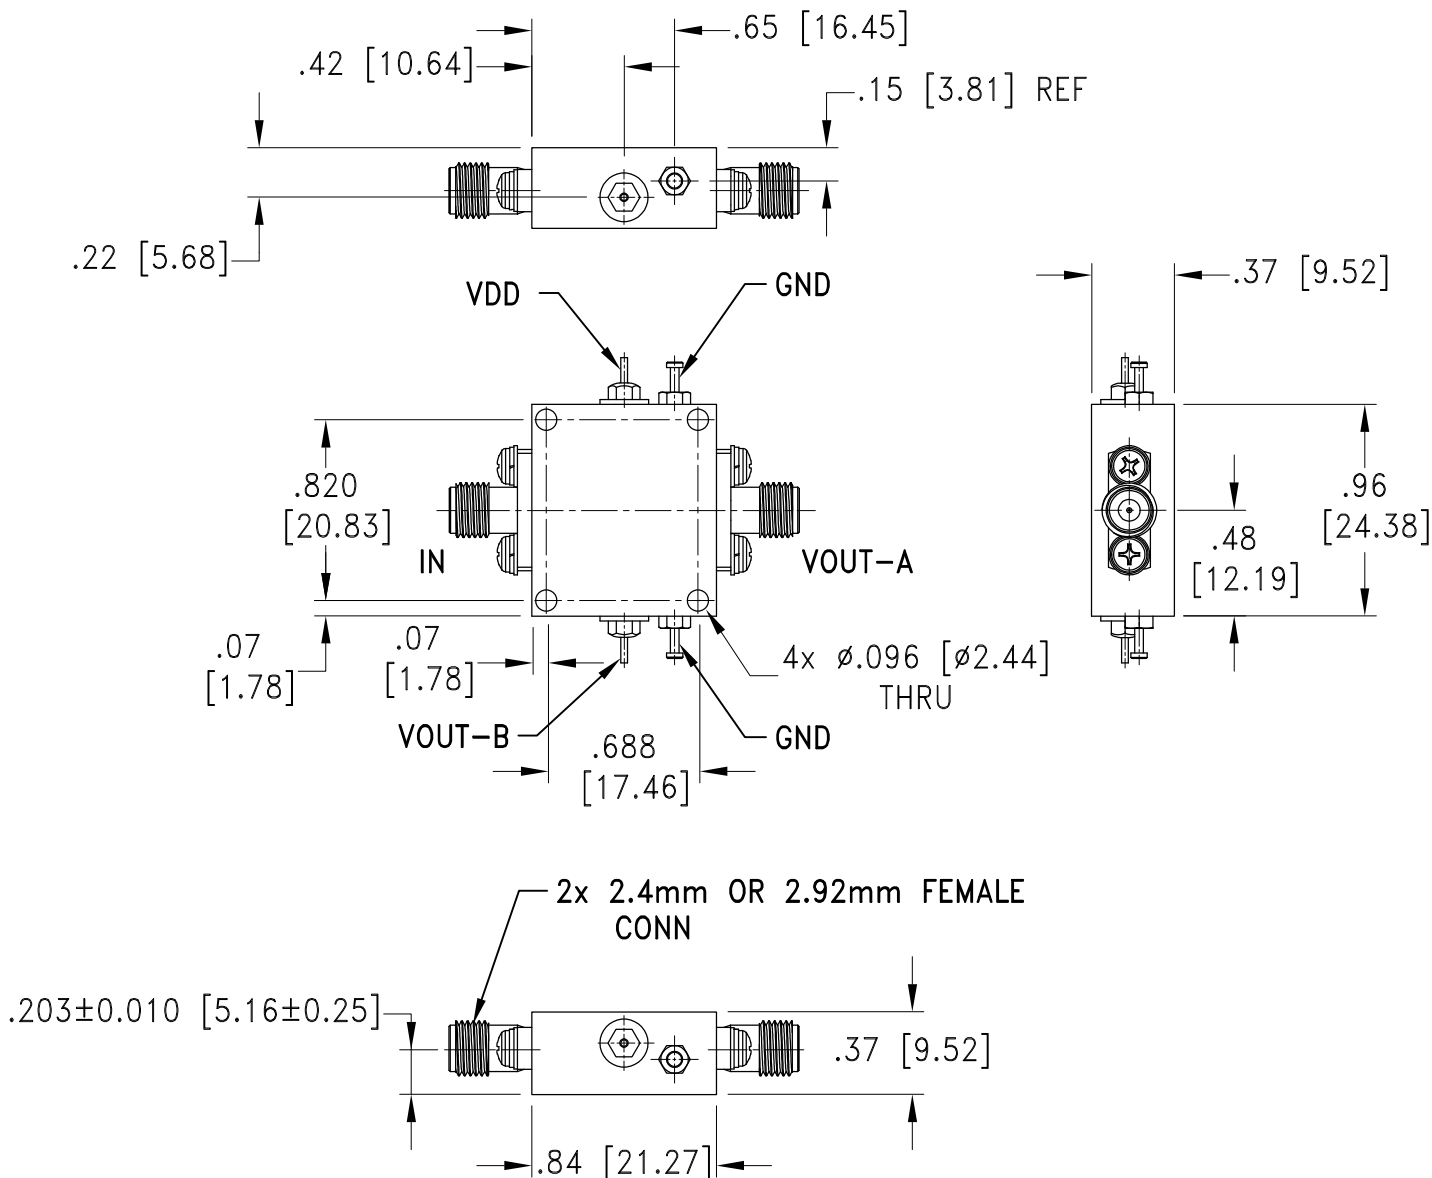 .65 [16.45]
.42 [10.64]
.15 [3.81] REF
.22 [5.68]
.37 [9.52]
VDD
GND
.820
[20.83]
IN
VOUT-A
.96
[24.38]
.48
[12.19]
.07
[1.78]
.07
[1.78]
4x ø.096 [ø2.44]
THRU
VOUT-B
GND
.688
[17.46]
2x 2.4mm OR 2.92mm FEMALE
CONN
.203±0.010 [5.16±0.25]
.37 [9.52]
.84 [21.27]